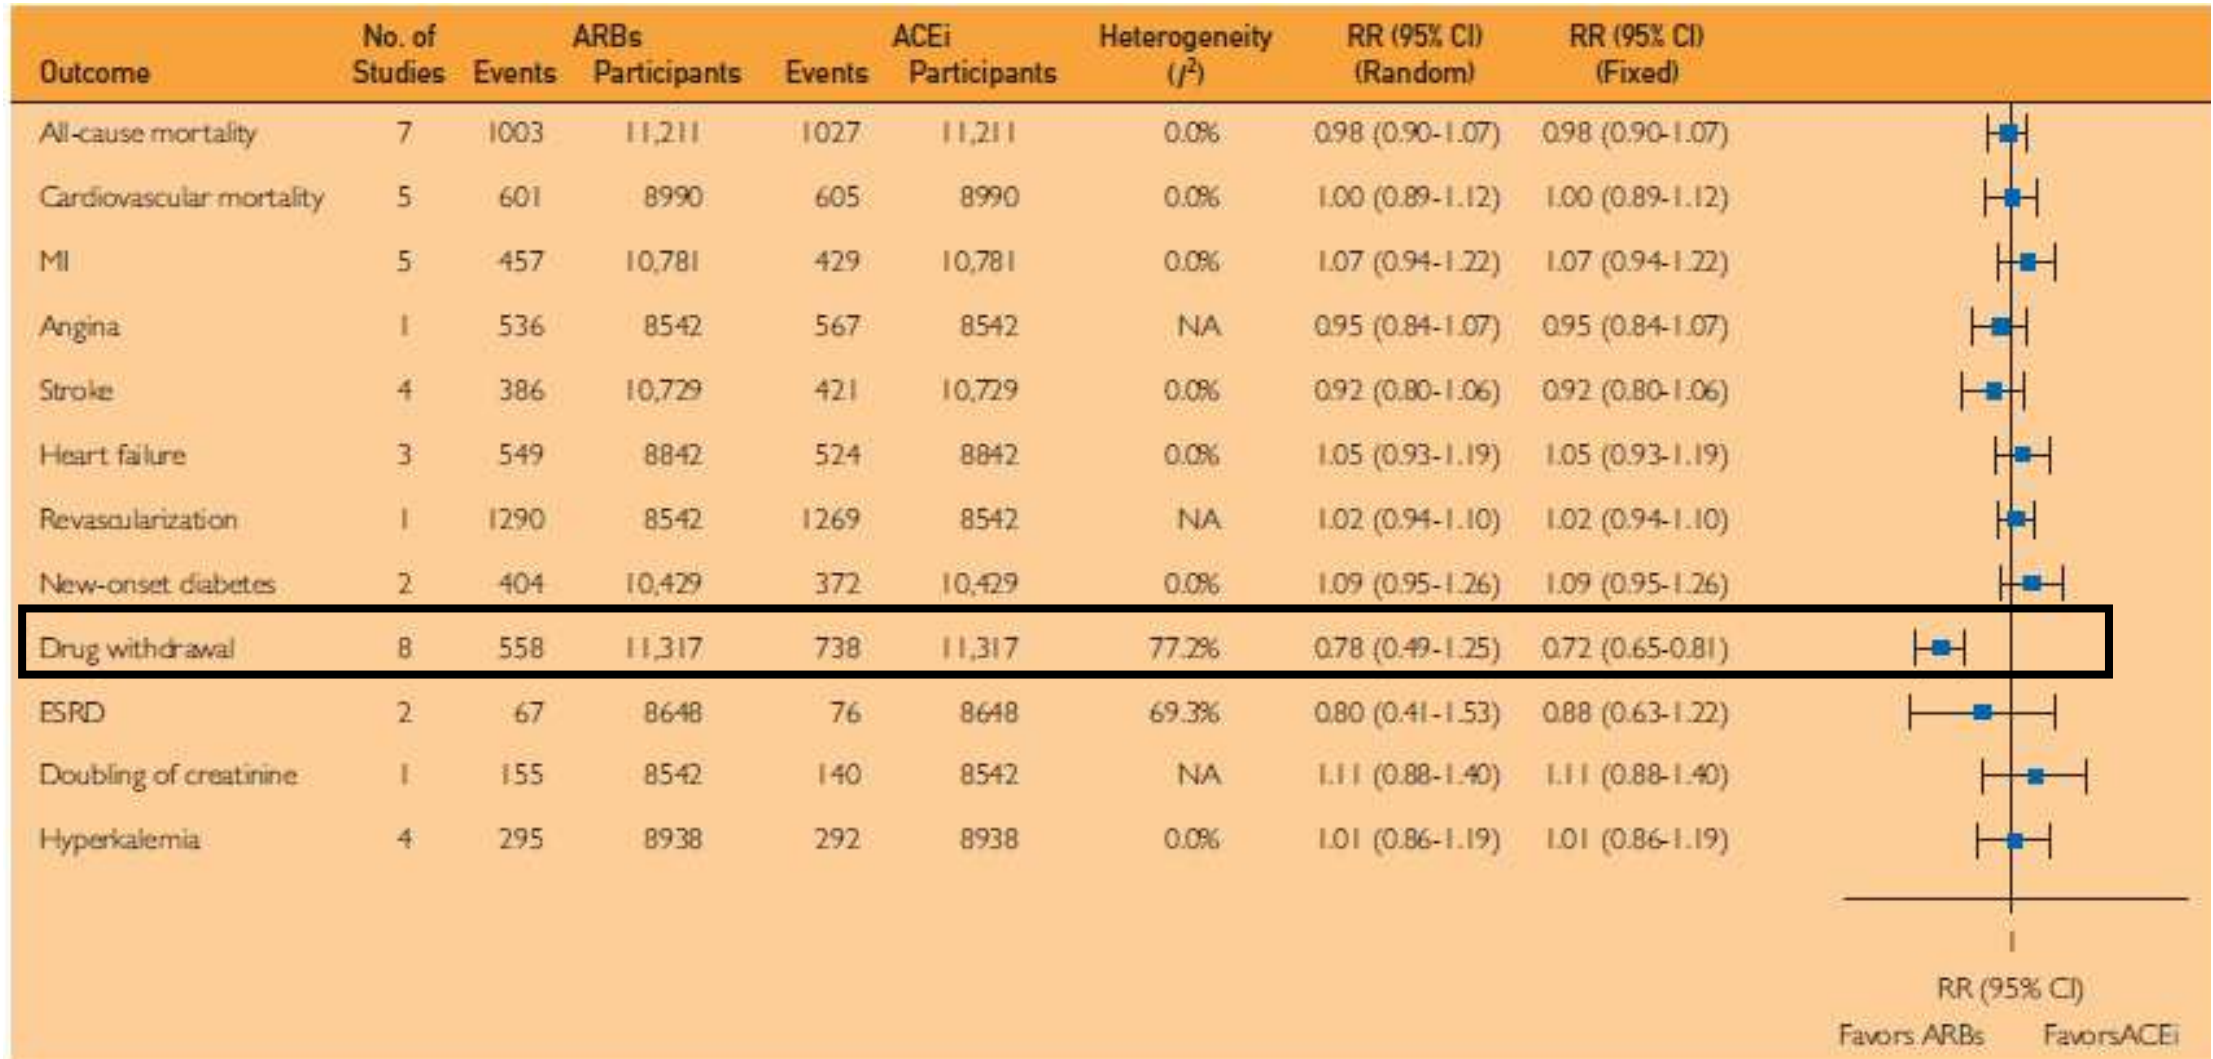 No. of ARBs ACEi Heterogeneity RR (95% CI) RR (95% CI)
Outcome Studies Events Participants Events Participants (I²) (Random) (Fixed)
All-cause mortality 7 1003 11,211 1027 11,211 0.0% 0.98 (0.90-1.07) 0.98 (0.90-1.07)
Cardiovascular mortality 5 601 8990 605 8990 0.0% 1.00 (0.89-1.12) 1.00 (0.89-1.12)
MI 5 457 10,781 429 10,781 0.0% 1.07 (0.94-1.22) 1.07 (0.94-1.22)
Angina 1 536 8542 567 8542 NA 0.95 (0.84-1.07) 0.95 (0.84-1.07)
Stroke 4 386 10,729 421 10,729 0.0% 0.92 (0.80-1.06) 0.92 (0.80-1.06)
Heart failure 3 549 8842 524 8842 0.0% 1.05 (0.93-1.19) 1.05 (0.93-1.19)
Revascularization 1 1290 8542 1269 8542 NA 1.02 (0.94-1.10) 1.02 (0.94-1.10)
New-onset diabetes 2 404 10,429 372 10,429 0.0% 1.09 (0.95-1.26) 1.09 (0.95-1.26)
Drug withdrawal 8 558 11,317 738 11,317 77.2% 0.78 (0.49-1.25) 0.72 (0.65-0.81)
ESRD 2 67 8648 76 8648 69.3% 0.80 (0.41-1.53) 0.88 (0.63-1.22)
Doubling of creatinine 1 155 8542 140 8542 NA 1.11 (0.88-1.40) 1.11 (0.88-1.40)
Hyperkalemia 4 295 8938 292 8938 0.0% 1.01 (0.86-1.19) 1.01 (0.86-1.19)
1
RR (95% CI)
Favors ARBs FavorsACEi